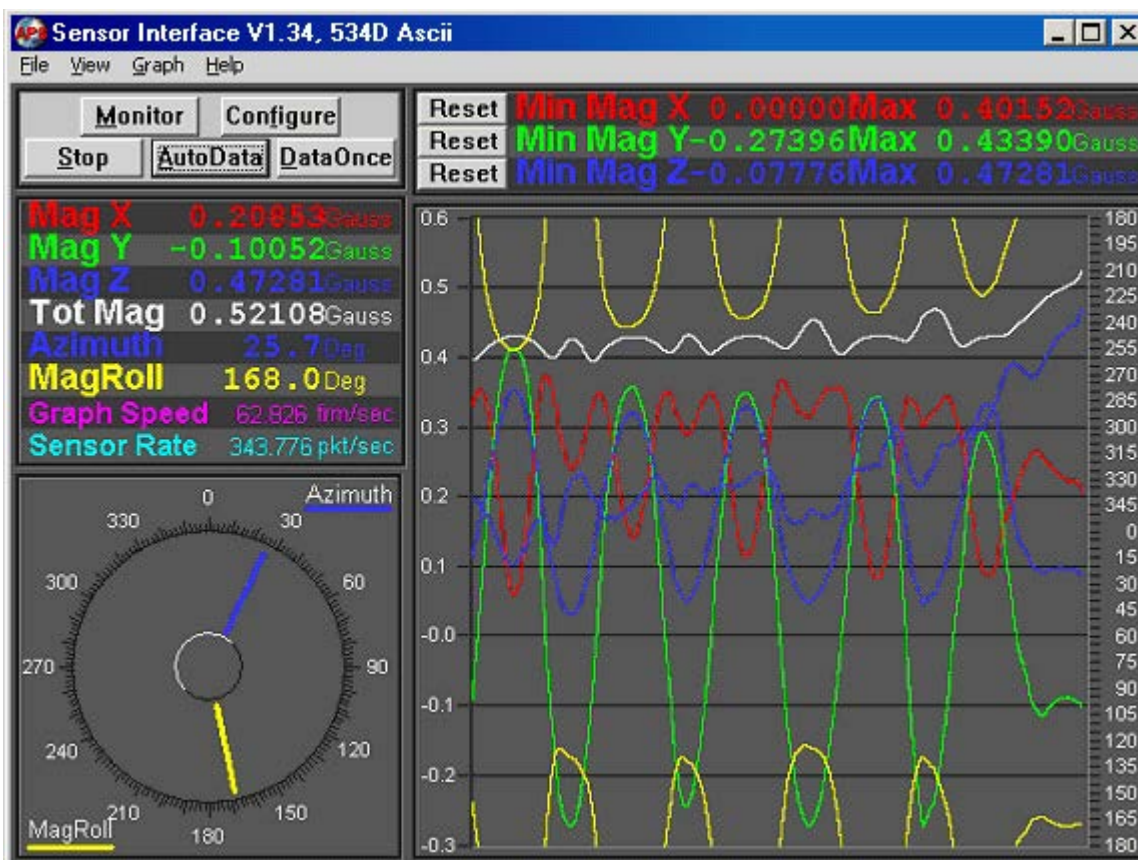 APS Sensor Interface V1.34, 534D Ascii
File View Graph Help
Monitor Configure
Stop AutoData DataOnce
Reset Min Mag X 0.00000 Max 0.40152 Gauss
Reset Min Mag Y -0.27396 Max 0.43390 Gauss
Reset Min Mag Z -0.07776 Max 0.47281 Gauss
Mag X 0.20853 Gauss
Mag Y -0.10052 Gauss
Mag Z 0.47281 Gauss
Tot Mag 0.52108 Gauss
Azimuth 25.7 Deg
MagRoll 168.0 Deg
Graph Speed 62.826 frm/sec
Sensor Rate 343.776 pkt/sec
Azimuth
0
30
60
90
120
150
180
210
240
270
300
330
MagRoll
0.6
0.5
0.4
0.3
0.2
0.1
-0.0
-0.1
-0.2
-0.3
180
195
210
225
240
255
270
285
300
315
330
345
0
15
30
45
60
75
90
105
120
135
150
165
180